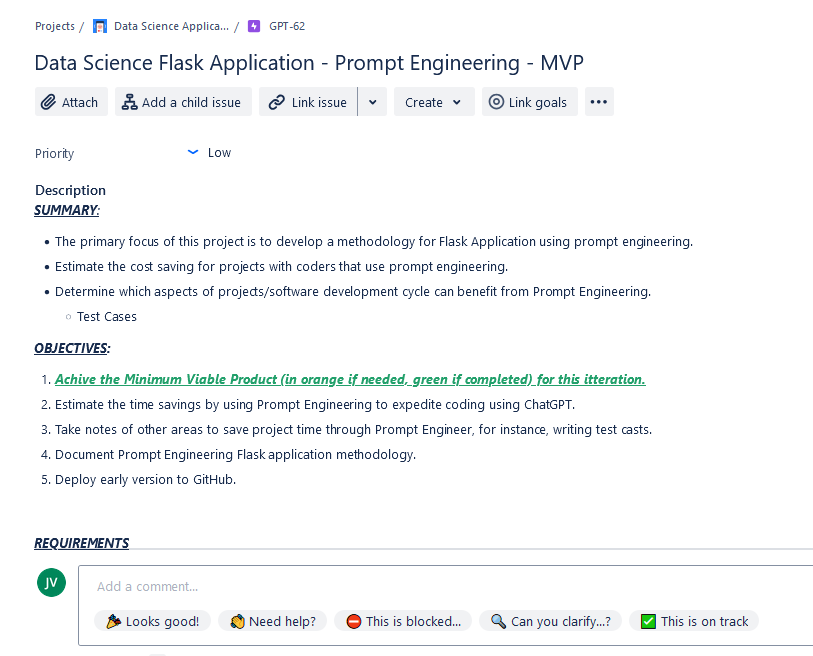 Projects / Data Science Applica... / GPT-62
Data Science Flask Application - Prompt Engineering - MVP
Attach Add a child issue Link issue Create Link goals •••
Priority Low
Description
SUMMARY:
• The primary focus of this project is to develop a methodology for Flask Application using prompt engineering.
• Estimate the cost saving for projects with coders that use prompt engineering.
• Determine which aspects of projects/software development cycle can benefit from Prompt Engineering.
○ Test Cases
OBJECTIVES:
1. Achive the Minimum Viable Product (in orange if needed, green if completed) for this itteration.
2. Estimate the time savings by using Prompt Engineering to expedite coding using ChatGPT.
3. Take notes of other areas to save project time through Prompt Engineer, for instance, writing test casts.
4. Document Prompt Engineering Flask application methodology.
5. Deploy early version to GitHub.
REQUIREMENTS
JV Add a comment...
Looks good! Need help? This is blocked... Can you clarify...? This is on track